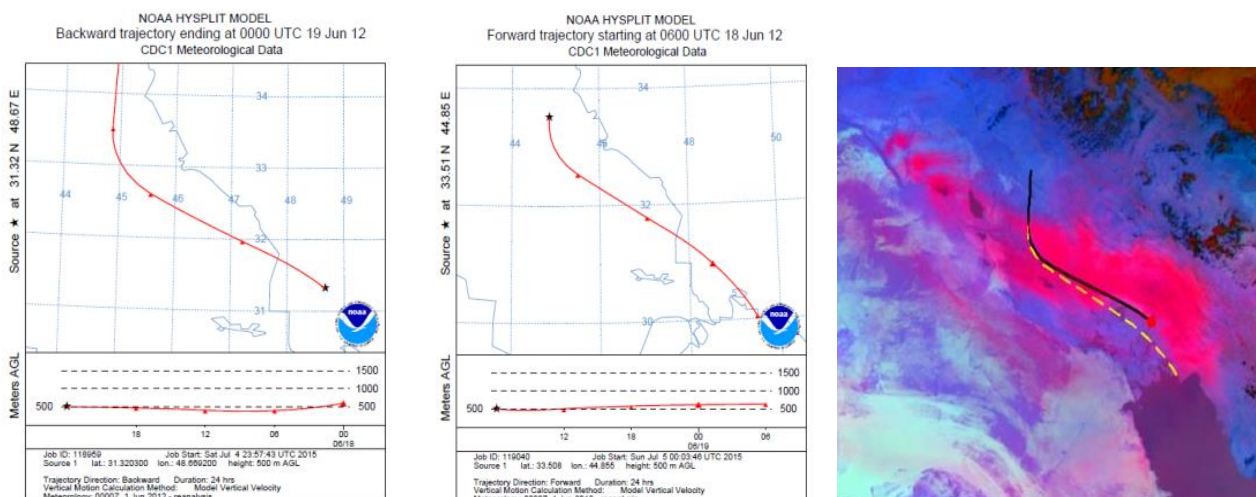 NOAA HYSPLIT MODEL
Backward trajectory ending at 0000 UTC 19 Jun 12
CDC1 Meteorological Data
Source ★ at 31.32 N 48.67 E
34
33
44
45
46
47
48
49
32
31
noaa
Meters AGL
1500
1000
500
500
18
12
06
00
06/19
Job ID: 118969 Job Start: Sat Jul 4 23:57:43 UTC 2015
Source 1 lat.: 31.320300 lon.: 48.669200 height: 500 m AGL
Trajectory Direction: Backward Duration: 24 hrs
Vertical Motion Calculation Method: Model Vertical Velocity
NOAA HYSPLIT MODEL
Forward trajectory starting at 0600 UTC 18 Jun 12
CDC1 Meteorological Data
Source ★ at 33.51 N 44.85 E
34
44
46
48
50
32
30
noaa
Meters AGL
1500
1000
500
500
12
18
00
06
06/19
Job ID: 119040 Job Start: Sun Jul 5 00:03:46 UTC 2015
Source 1 lat.: 33.508 lon.: 44.855 height: 500 m AGL
Trajectory Direction: Forward Duration: 24 hrs
Vertical Motion Calculation Method: Model Vertical Velocity